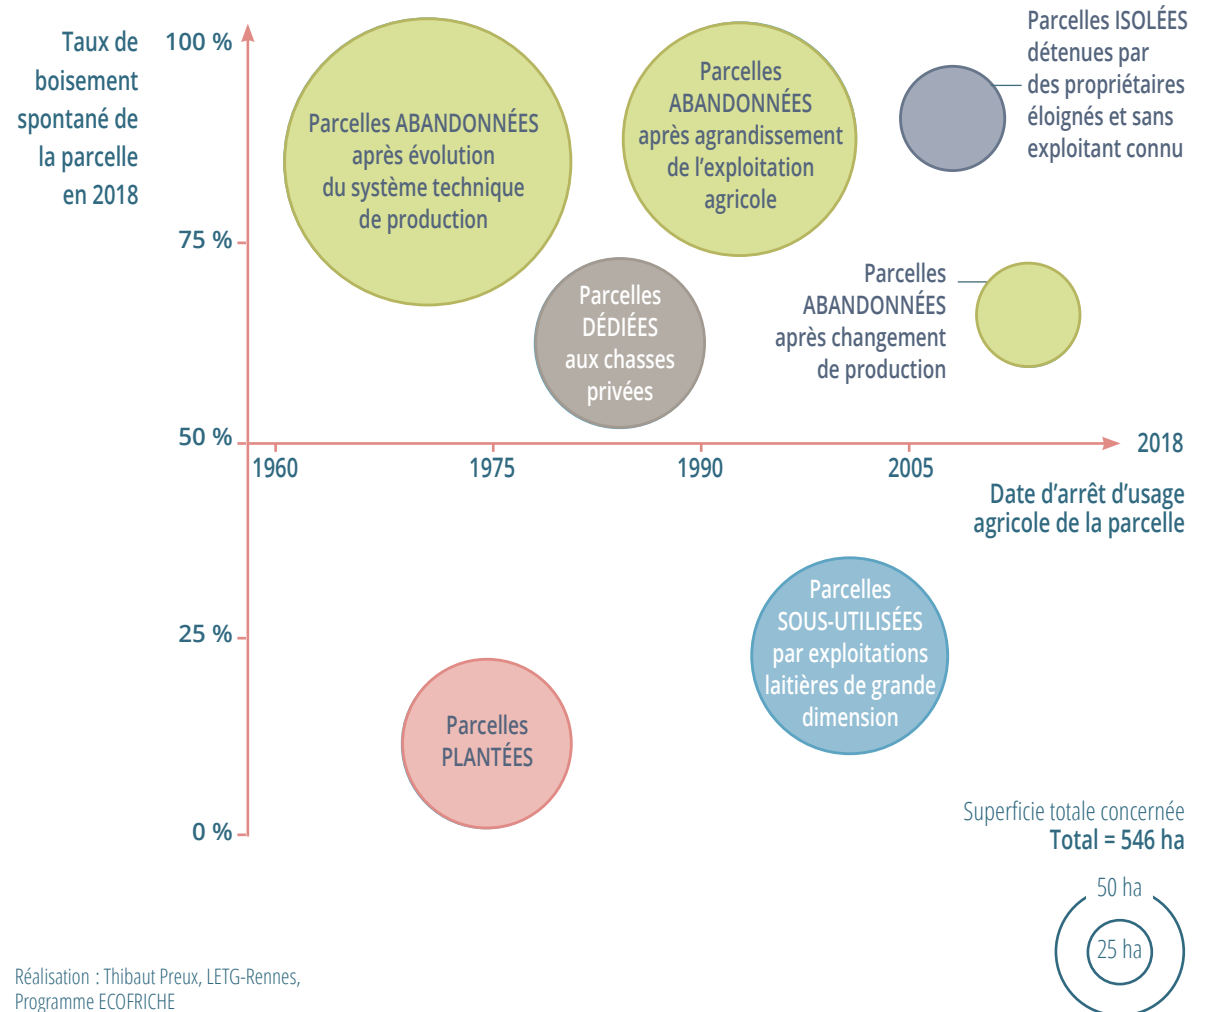 Taux de
boisement
spontané de
la parcelle
en 2018
100 %
75 %
50 %
25 %
0 %
Parcelles ABANDONNÉES
après évolution
du système technique
de production
Parcelles
ABANDONNÉES
après agrandissement
de l'exploitation
agricole
Parcelles ISOLÉES
détenues par
des propriétaires
éloignés et sans
exploitant connu
Parcelles
DÉDIÉES
aux chasses
privées
Parcelles
ABANDONNÉES
après changement
de production
1960
1975
1990
2005
2018
Date d'arrêt d'usage
agricole de la parcelle
Parcelles
SOUS-UTILISÉES
par exploitations
laitières de grande
dimension
Parcelles
PLANTÉES
Superficie totale concernée
Total = 546 ha
50 ha
25 ha
Réalisation : Thibaut Preux, LETG-Rennes,
Programme ECOFRICHE